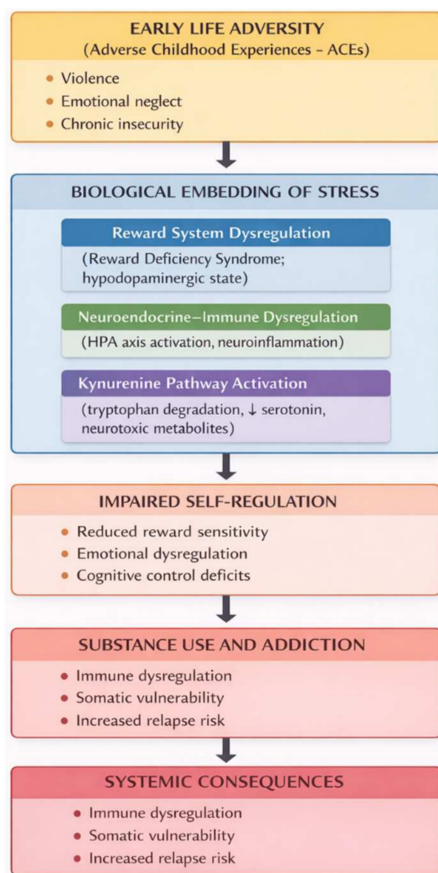 EARLY LIFE ADVERSITY
(Adverse Childhood Experiences – ACEs)
• Violence
• Emotional neglect
• Chronic insecurity
BIOLOGICAL EMBEDDING OF STRESS
Reward System Dysregulation
(Reward Deficiency Syndrome;
hypodopaminergic state)
Neuroendocrine–Immune Dysregulation
(HPA axis activation, neuroinflammation)
Kynurenine Pathway Activation
(tryptophan degradation, ↓ serotonin,
neurotoxic metabolites)
IMPAIRED SELF-REGULATION
• Reduced reward sensitivity
• Emotional dysregulation
• Cognitive control deficits
SUBSTANCE USE AND ADDICTION
• Immune dysregulation
• Somatic vulnerability
• Increased relapse risk
SYSTEMIC CONSEQUENCES
• Immune dysregulation
• Somatic vulnerability
• Increased relapse risk